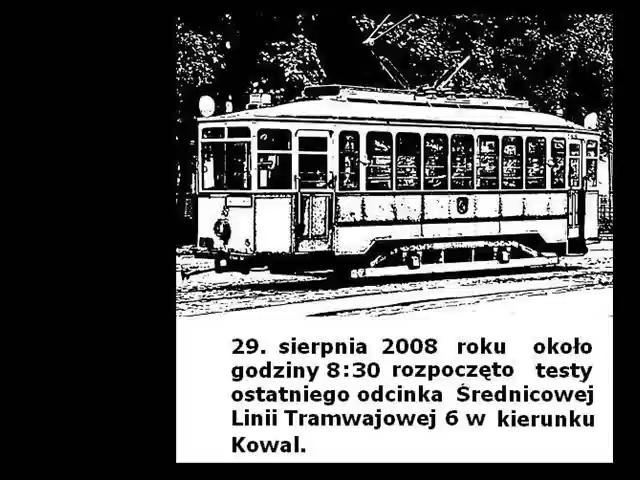 29. sierpnia 2008 roku około
godziny 8:30 rozpoczęto testy
ostatniego odcinka Średnicowej
Linii Tramwajowej 6 w kierunku
Kowal.